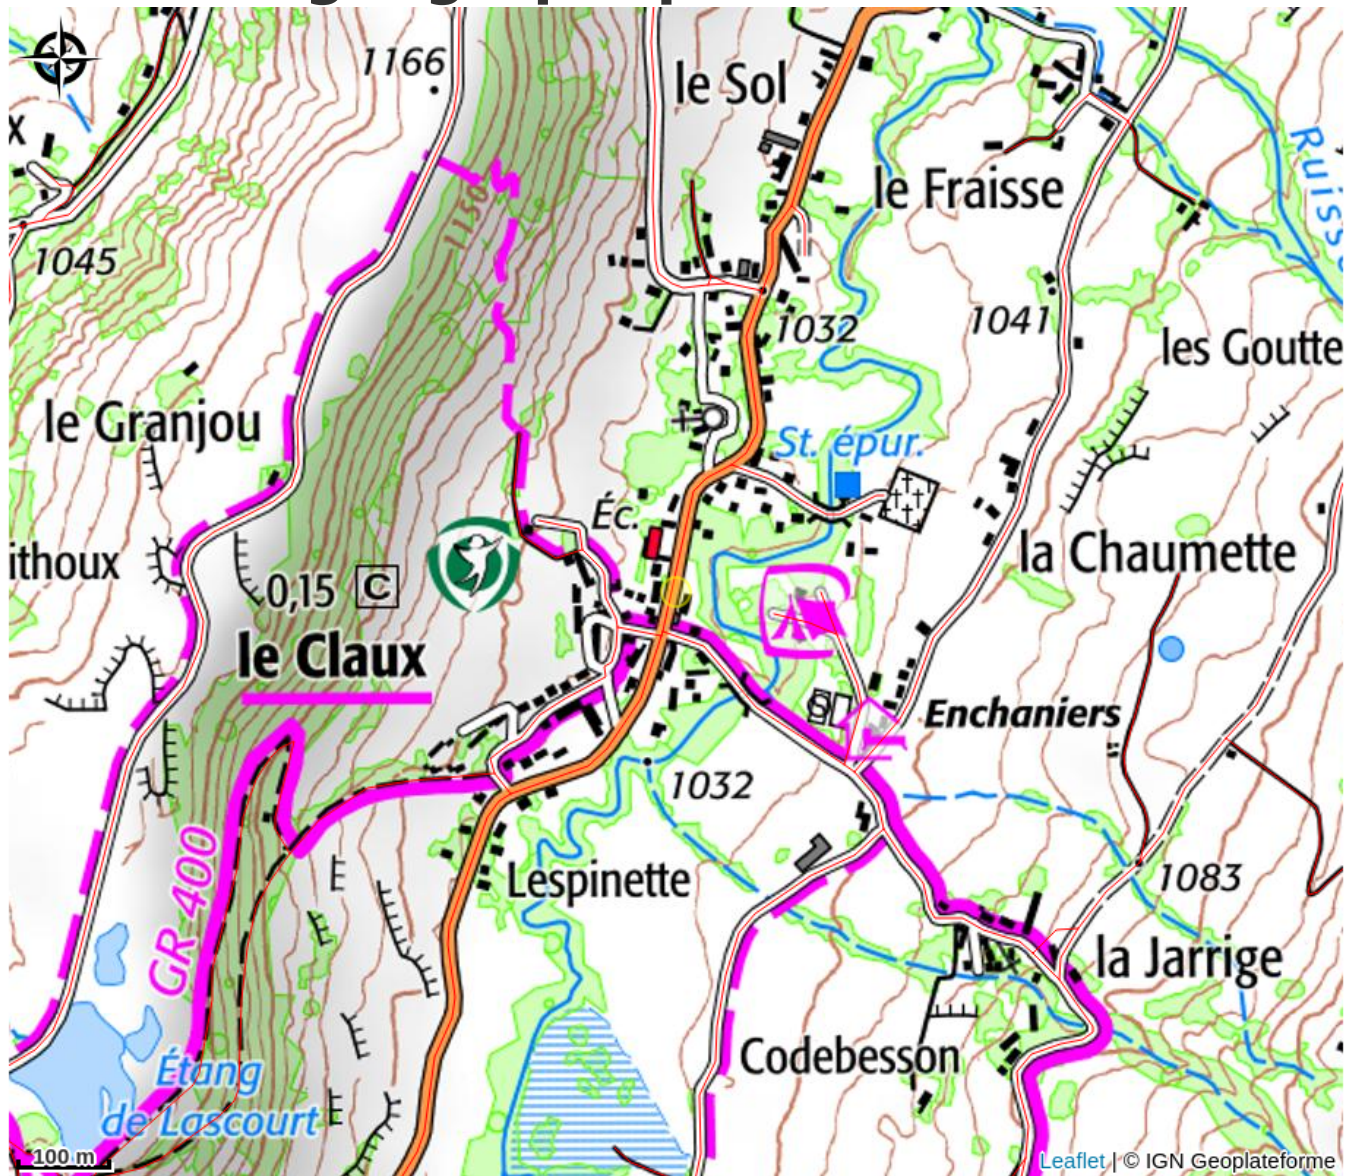 1166
le Sol
x
Ruiss
le Fraisse
1150
1045
1032
1041
les Goutte
le Granjou
St. épur.
Éc.
la Chaumette
ithoux
0,15 C
le Claux
Enchaniers
1032
GR 400
Lespinette
1083
la Jarrige
Codebesson
Étang
de Lascourt
100 m
Leaflet | © IGN Geoplateforme